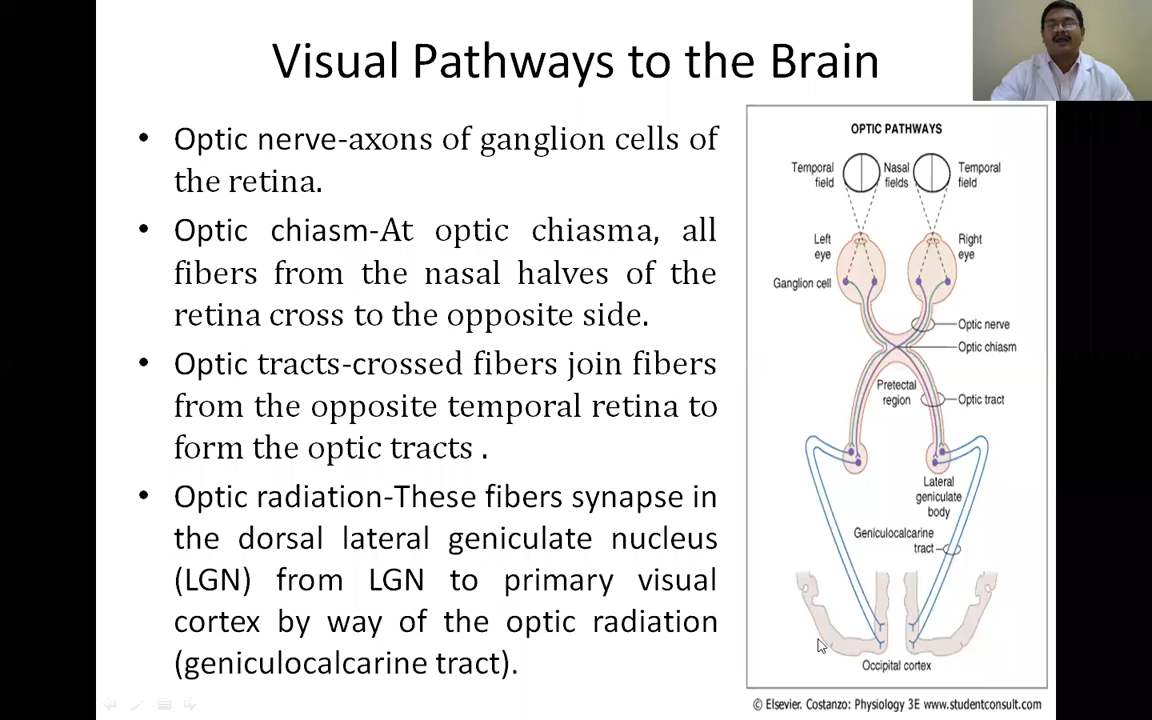 Visual Pathways to the Brain
• Optic nerve-axons of ganglion cells of
the retina.
• Optic chiasm-At optic chiasma, all
fibers from the nasal halves of the
retina cross to the opposite side.
• Optic tracts-crossed fibers join fibers
from the opposite temporal retina to
form the optic tracts .
• Optic radiation-These fibers synapse in
the dorsal lateral geniculate nucleus
(LGN) from LGN to primary visual
cortex by way of the optic radiation
(geniculocalcarine tract).
OPTIC PATHWAYS
Temporal
field
Nasal
fields
Temporal
field
Left
eye
Right
eye
Ganglion cell
Optic nerve
Optic chiasm
Pretectal
region
Optic tract
Lateral
geniculate
body
Geniculocalcarine
tract
Occipital cortex
© Elsevier. Costanzo: Physiology 3E www.studentconsult.com